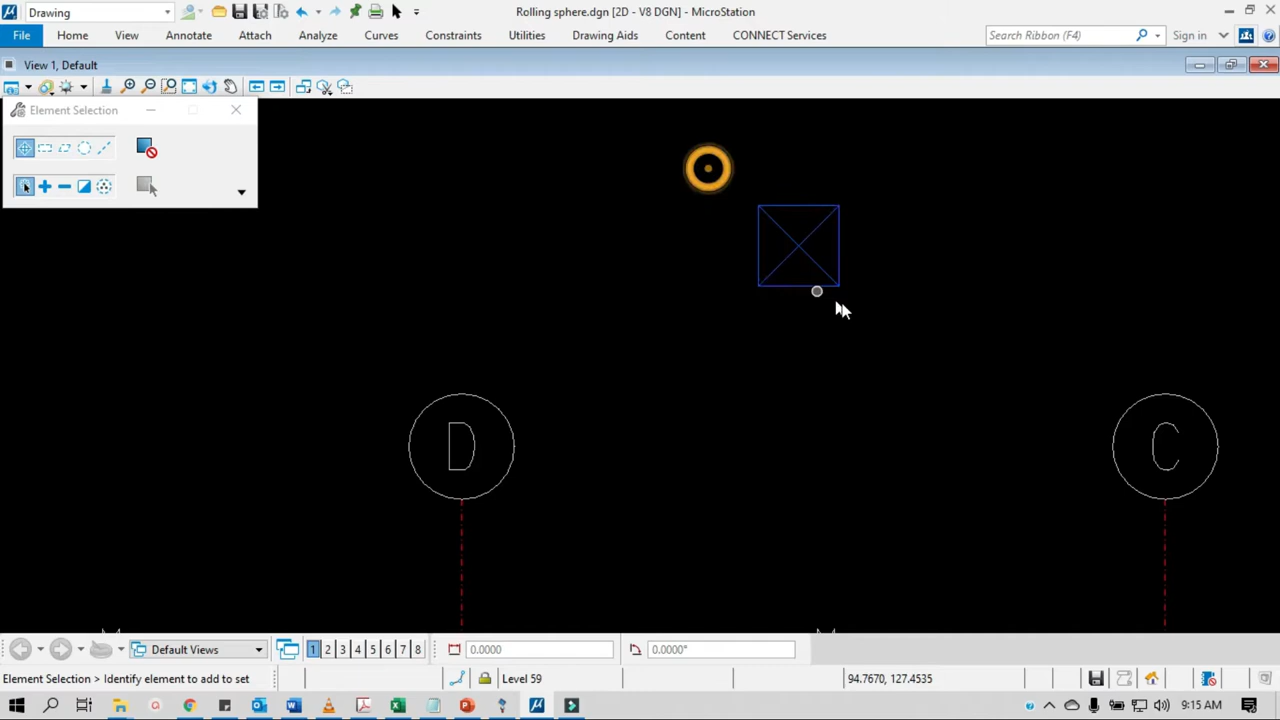 Drawing
Rolling sphere.dgn [2D - V8 DGN] - MicroStation
File Home View Annotate Attach Analyze Curves Constraints Utilities Drawing Aids Content CONNECT Services Search Ribbon (F4) Sign in
View 1, Default
Element Selection
D
C
Default Views 1 2 3 4 5 6 7 8 0.0000 0.0000°
Element Selection > Identify element to add to set Level 59 94.7670, 127.4535
9:15 AM